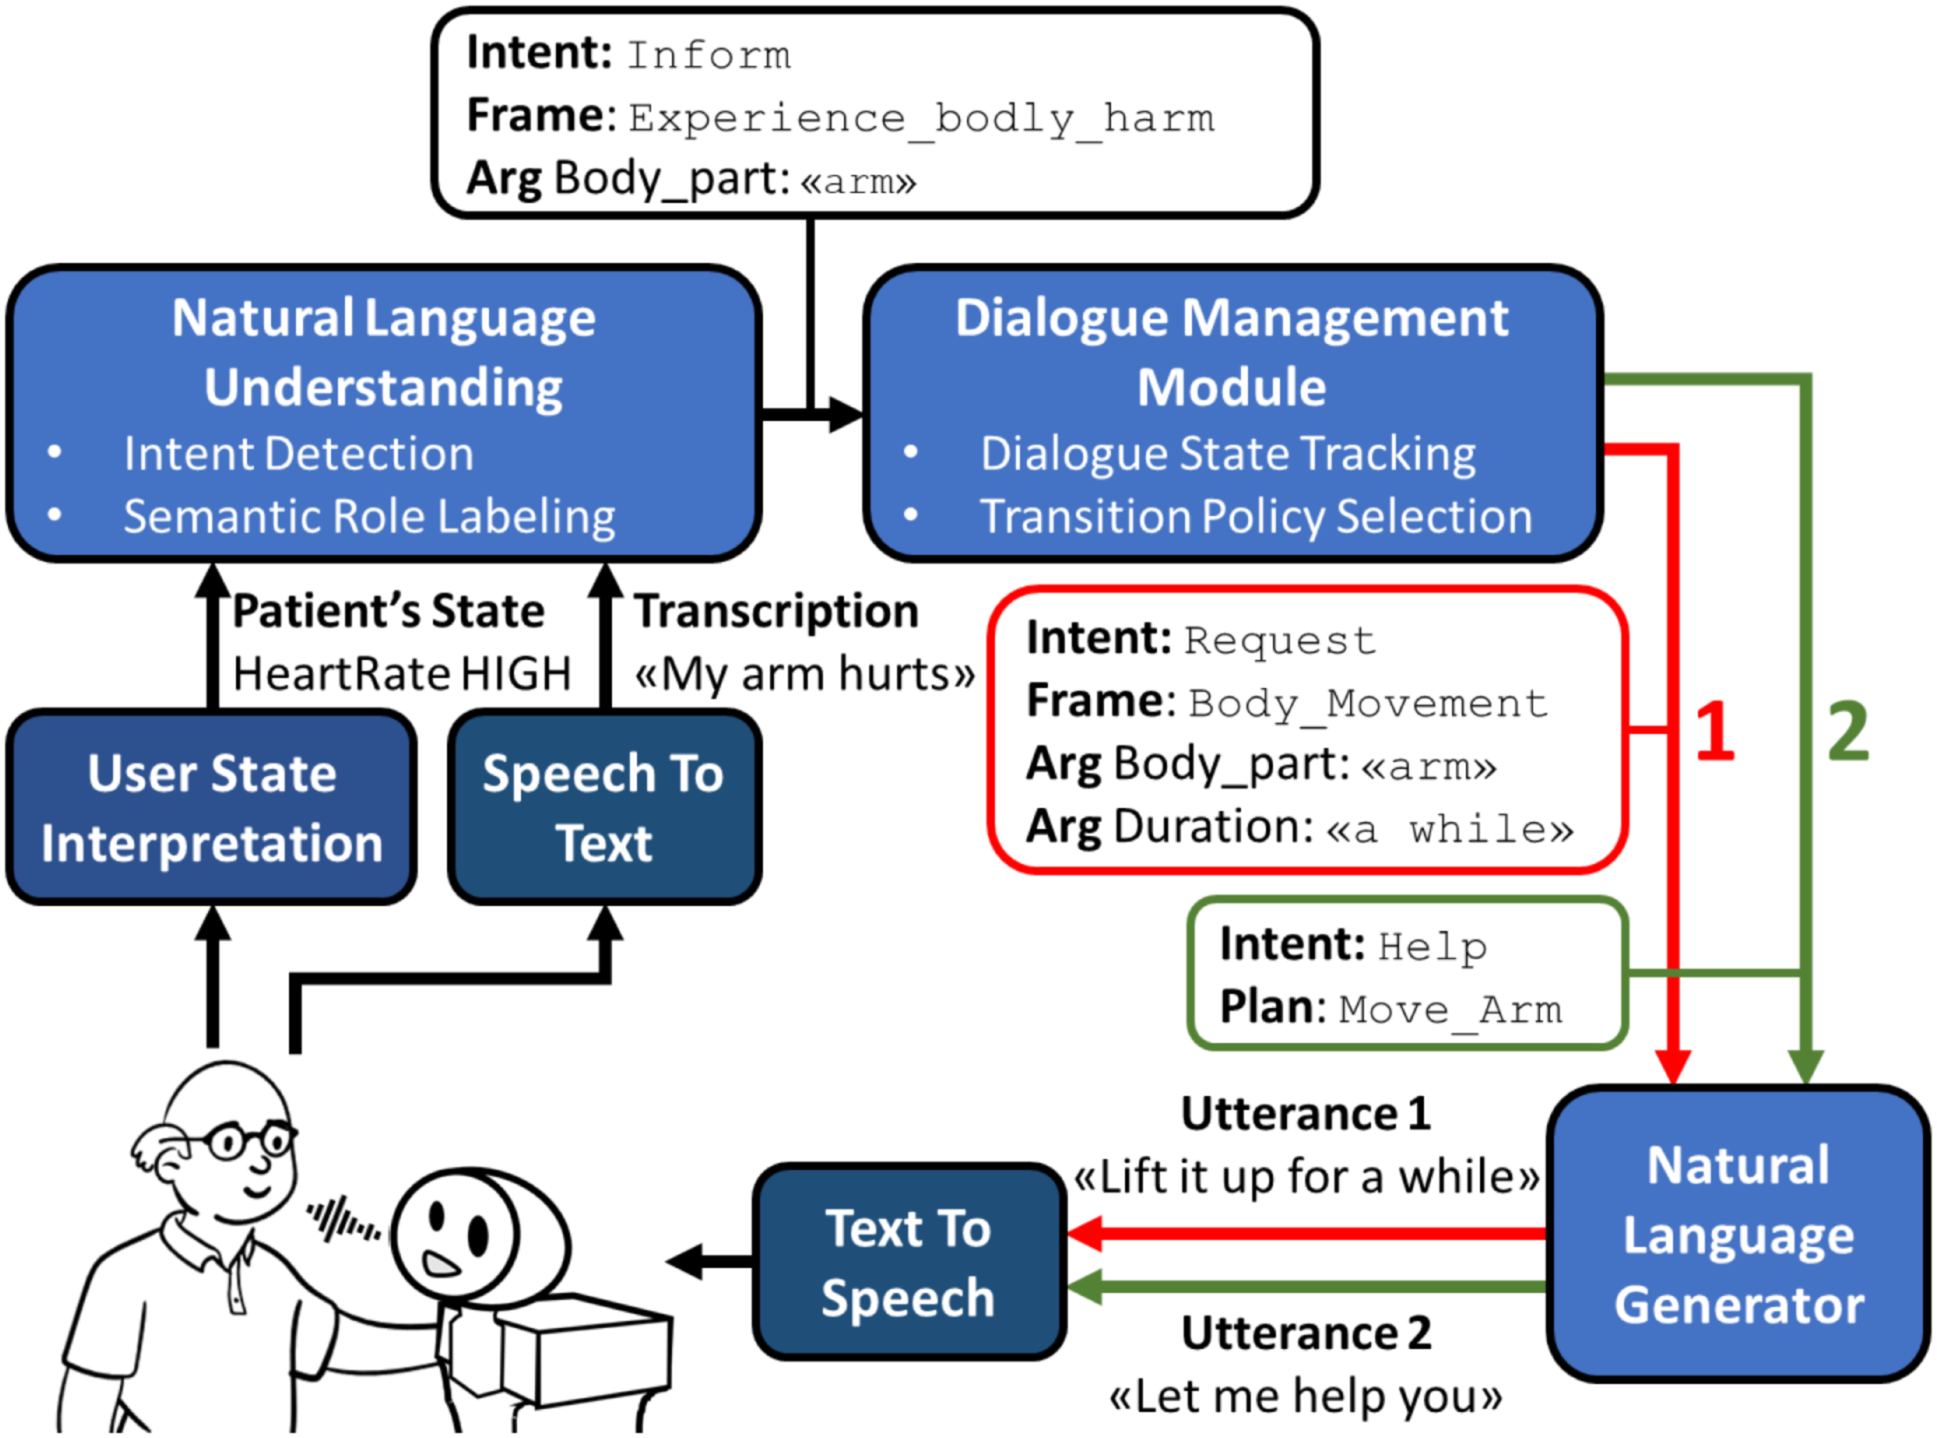 Intent: Inform
Frame: Experience_bodly_harm
Arg Body_part: «arm»
Natural Language
Understanding
• Intent Detection
• Semantic Role Labeling
Dialogue Management
Module
• Dialogue State Tracking
• Transition Policy Selection
Patient's State
HeartRate HIGH
Transcription
«My arm hurts»
User State
Interpretation
Speech To
Text
Intent: Request
Frame: Body_Movement
Arg Body_part: «arm»
Arg Duration: «a while»
1
2
Intent: Help
Plan: Move_Arm
Utterance 1
«Lift it up for a while»
Natural
Language
Generator
Text To
Speech
Utterance 2
«Let me help you»